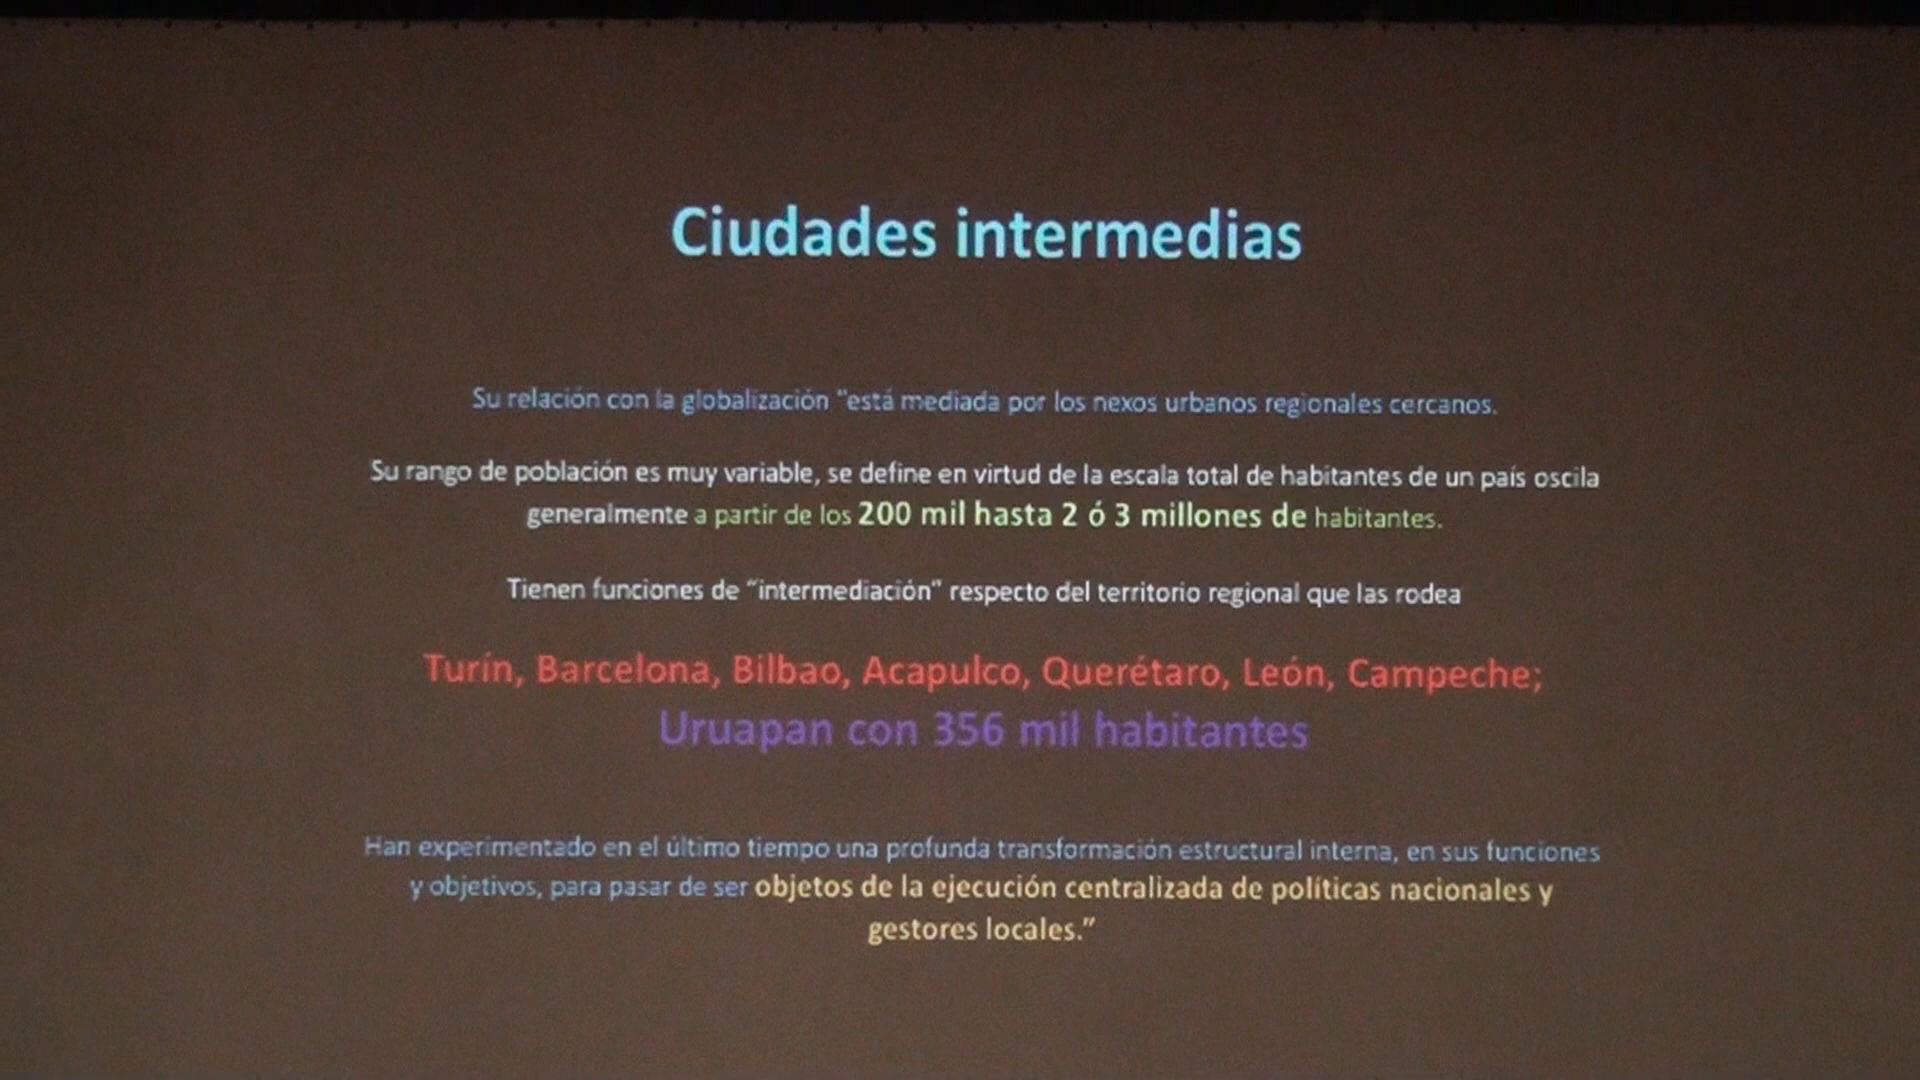 Ciudades intermedias
Su relación con la globalización "está mediada por los nexos urbanos regionales cercanos.
Su rango de población es muy variable, se define en virtud de la escala total de habitantes de un país oscila
generalmente a partir de los 200 mil hasta 2 ó 3 millones de habitantes.
Tienen funciones de “intermediación” respecto del territorio regional que las rodea
Turín, Barcelona, Bilbao, Acapulco, Querétaro, León, Campeche;
Uruapan con 356 mil habitantes
Han experimentado en el último tiempo una profunda transformación estructural interna, en sus funciones
y objetivos, para pasar de ser objetos de la ejecución centralizada de políticas nacionales y
gestores locales.”